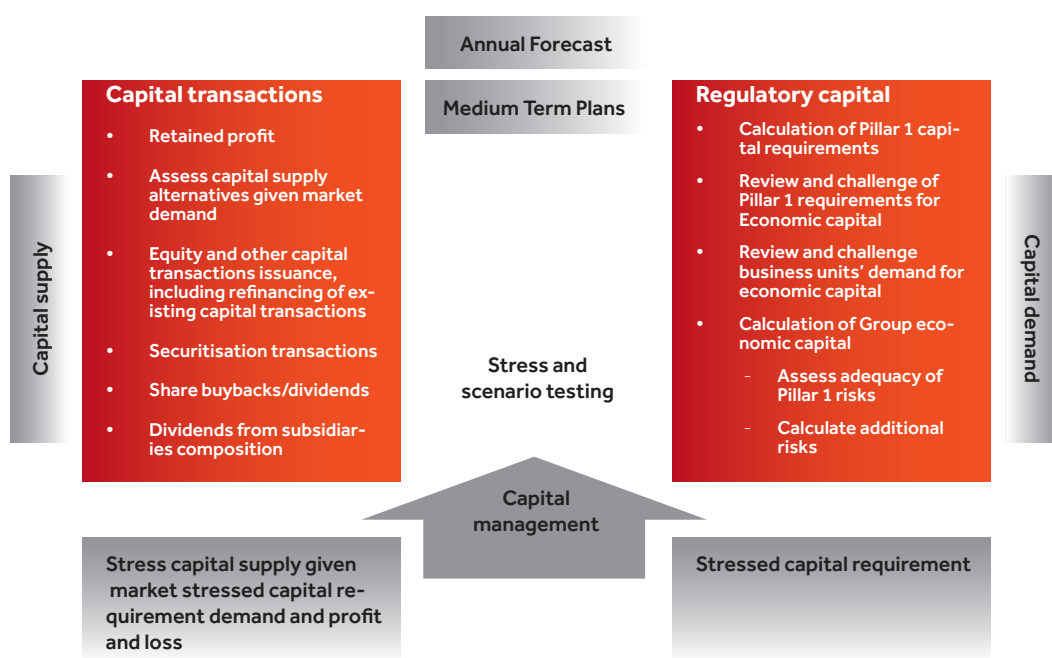 Annual Forecast
Medium Term Plans
Capital supply
Capital transactions
• Retained profit
• Assess capital supply
alternatives given market
demand
• Equity and other capital
transactions issuance,
including refinancing of ex-
isting capital transactions
• Securitisation transactions
• Share buybacks/dividends
• Dividends from subsidiar-
ies composition
Stress and
scenario testing
Capital
management
Regulatory capital
• Calculation of Pillar 1 capi-
tal requirements
• Review and challenge of
Pillar 1 requirements for
Economic capital
• Review and challenge
business units’ demand for
economic capital
• Calculation of Group eco-
nomic capital
- Assess adequacy of
Pillar 1 risks
- Calculate additional
risks
Capital demand
Stress capital supply given
market stressed capital re-
quirement demand and profit
and loss
Stressed capital requirement